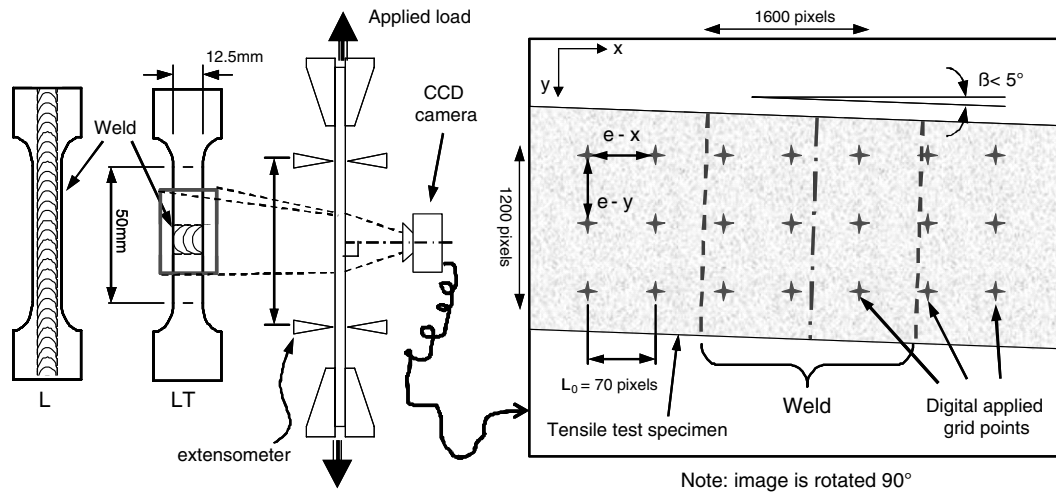 Applied load
1600 pixels
12.5mm
x
y
ß< 5°
CCD
camera
Weld
e - x
e - y
50mm
1200 pixels
L₀ = 70 pixels
L
LT
Weld
Digital applied
grid points
Tensile test specimen
extensometer
Note: image is rotated 90°